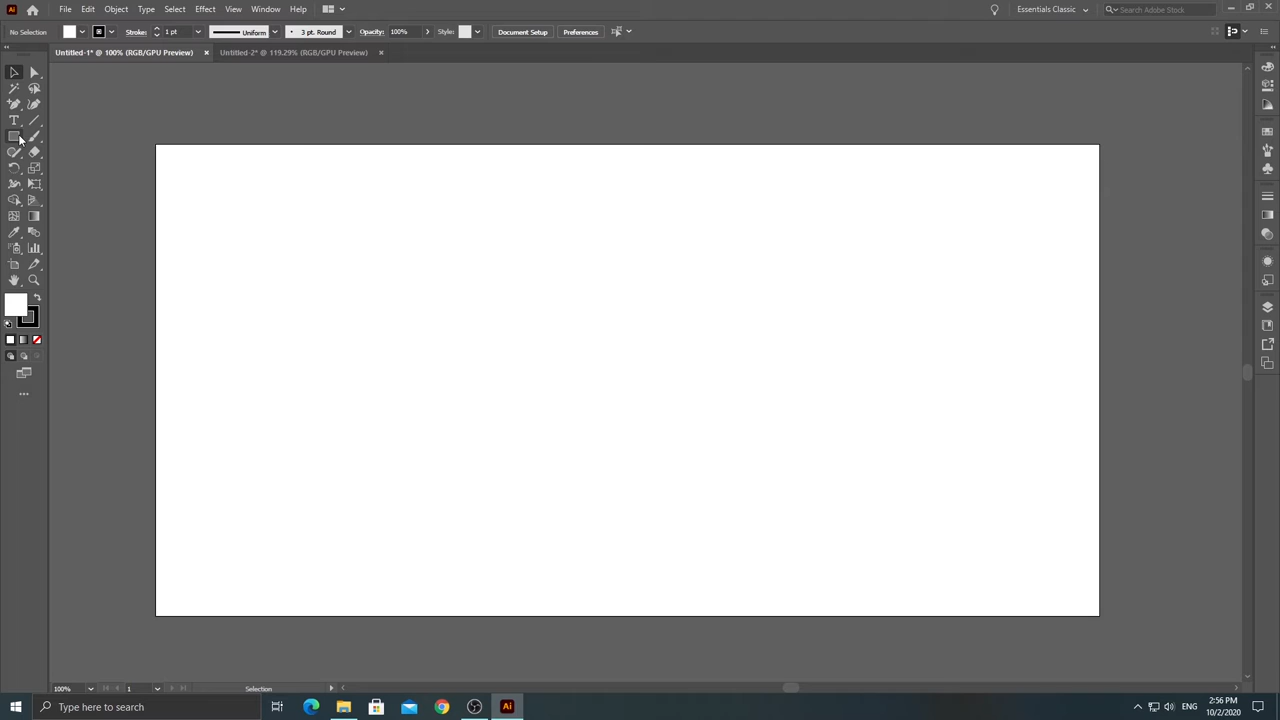 Ai File Edit Object Type Select Effect View Window Help Essentials Classic Search Adobe Stock
No Selection Stroke: 1 pt Uniform 3 pt. Round Opacity: 100% Style: Document Setup Preferences
Untitled-1* @ 100% (RGB/GPU Preview) × Untitled-2* @ 119.29% (RGB/GPU Preview) ×
T
100% 1 Selection
Type here to search Ai ENG 2:56 PM
10/2/2020